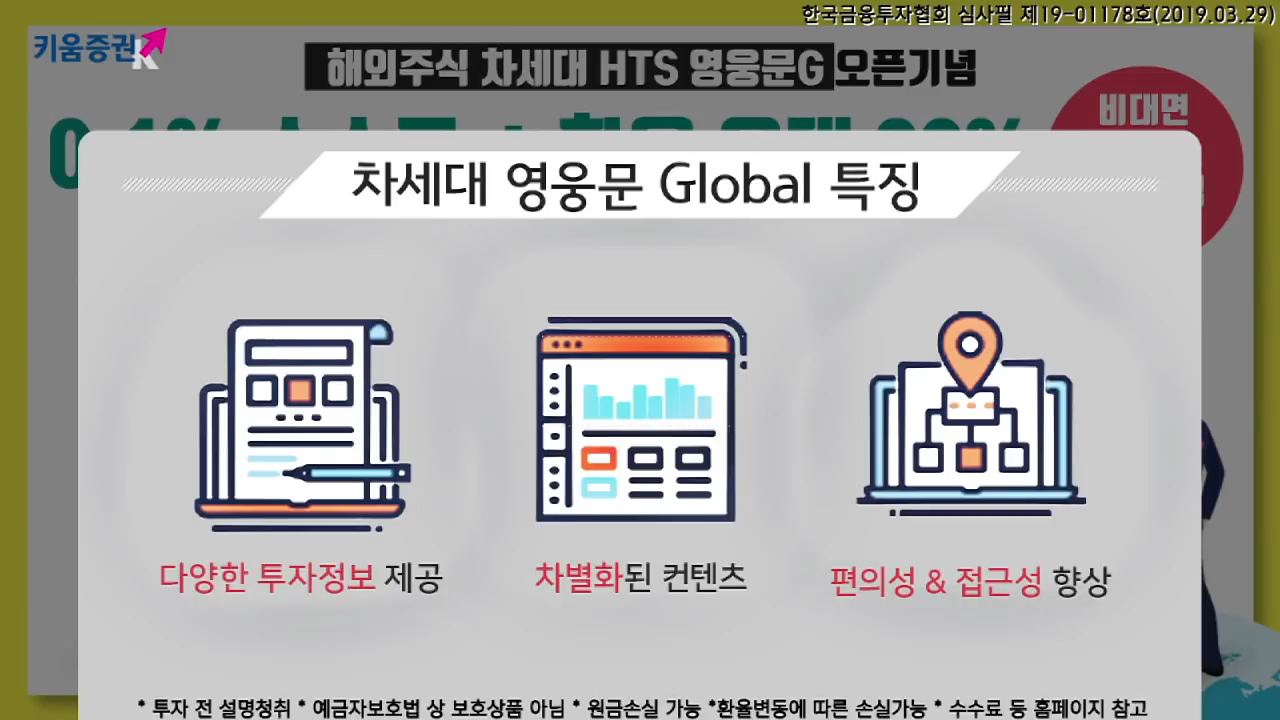 한국금융투자협회 심사필 제19-01178호(2019.03.29)
키움증권
해외주식 차세대 HTS 영웅문G 오픈기념
비대면
차세대 영웅문 Global 특징
다양한 투자정보 제공
차별화된 컨텐츠
편의성 & 접근성 향상
* 투자 전 설명청취 * 예금자보호법 상 보호상품 아님 * 원금손실 가능 *환율변동에 따른 손실가능 * 수수료 등 홈페이지 참고